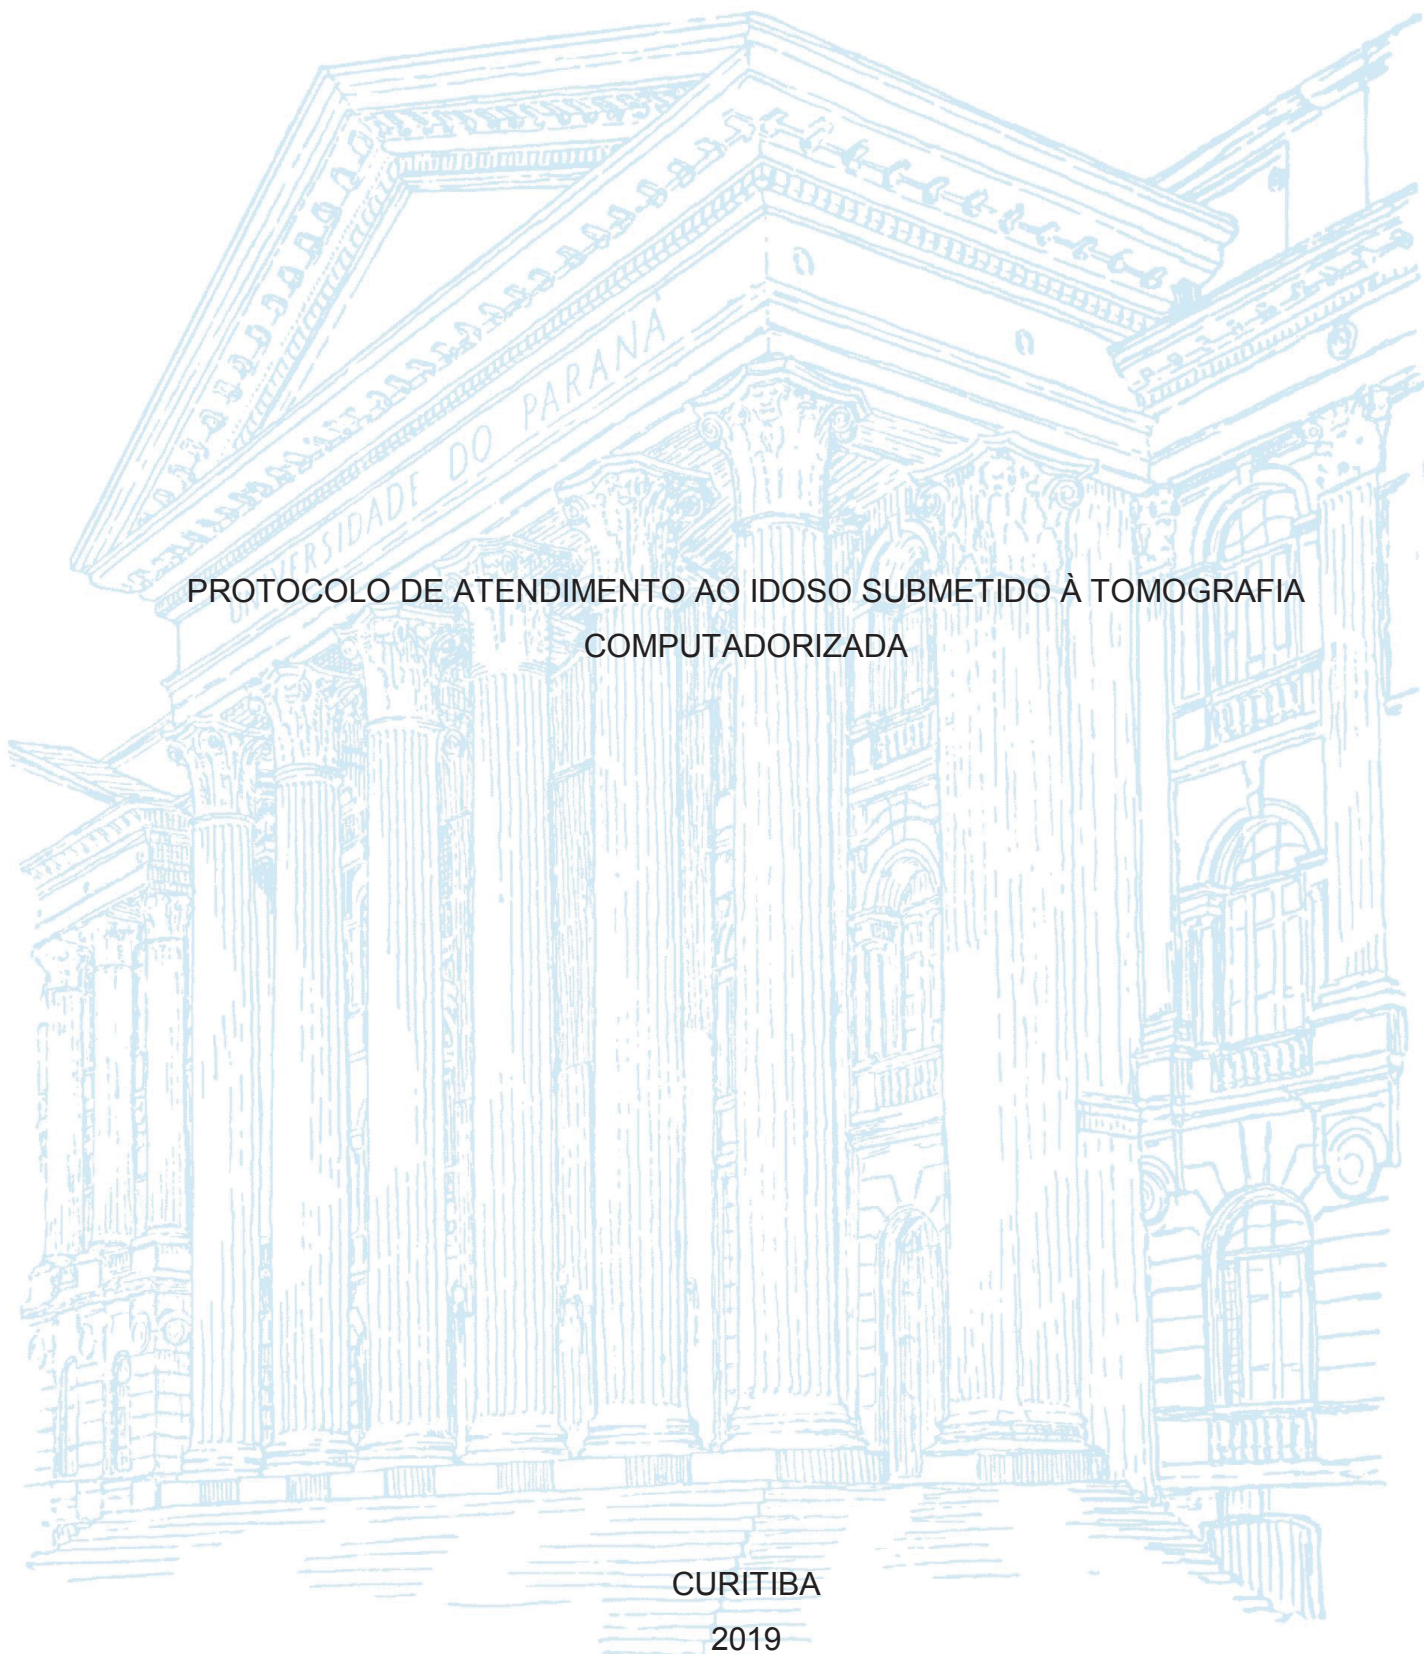 UNIVERSIDADE DO PARANÁ
PROTOCOLO DE ATENDIMENTO AO IDOSO SUBMETIDO À TOMOGRAFIA
COMPUTADORIZADA
CURITIBA
2019